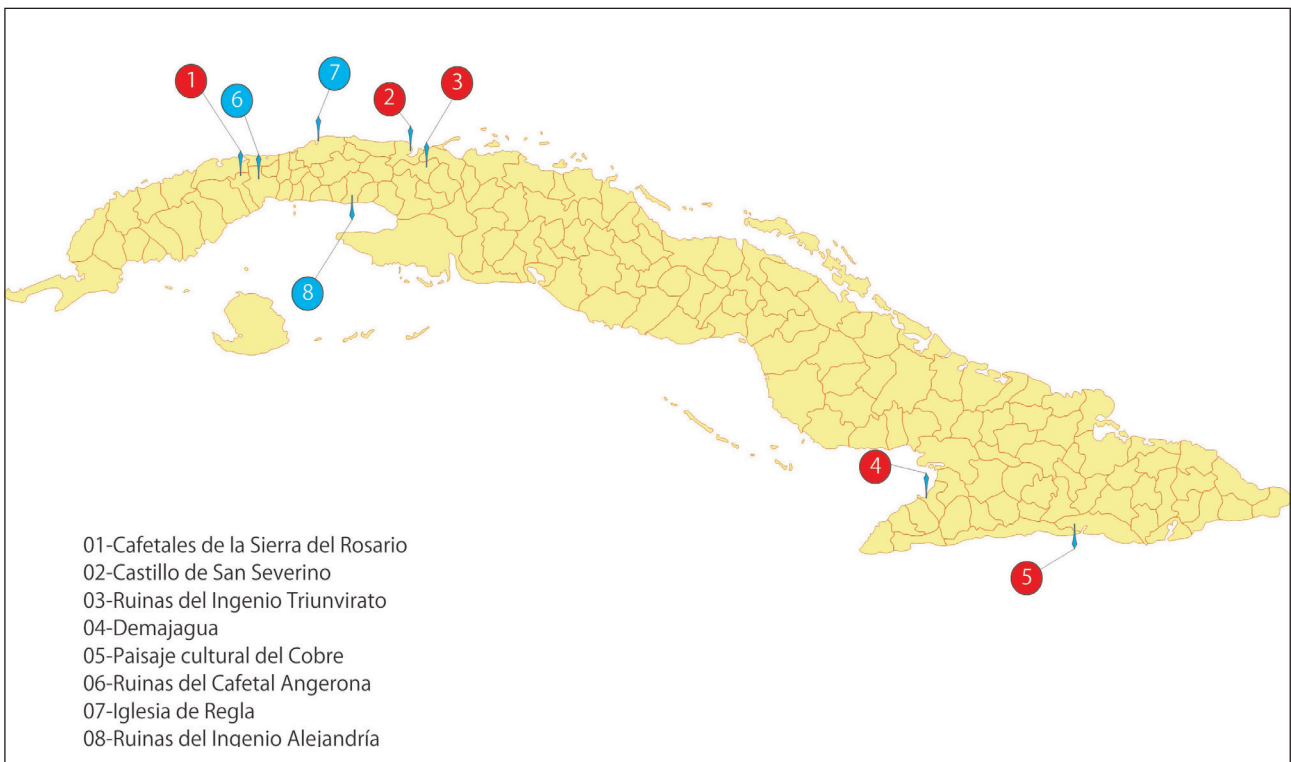 1
6
7
2
3
8
4
5
01-Cafetales de la Sierra del Rosario
02-Castillo de San Severino
03-Ruinas del Ingenio Triunvirato
04-Demajagua
05-Paisaje cultural del Cobre
06-Ruinas del Cafetal Angerona
07-Iglesia de Regla
08-Ruinas del Ingenio Alejandría